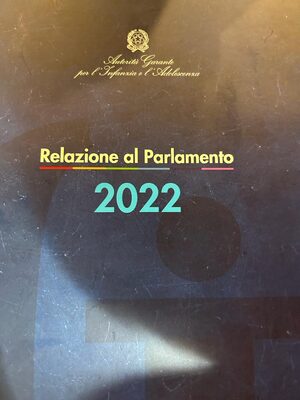 Autorità Garante
per l'Infanzia e l'Adolescenza
Relazione al Parlamento
2022